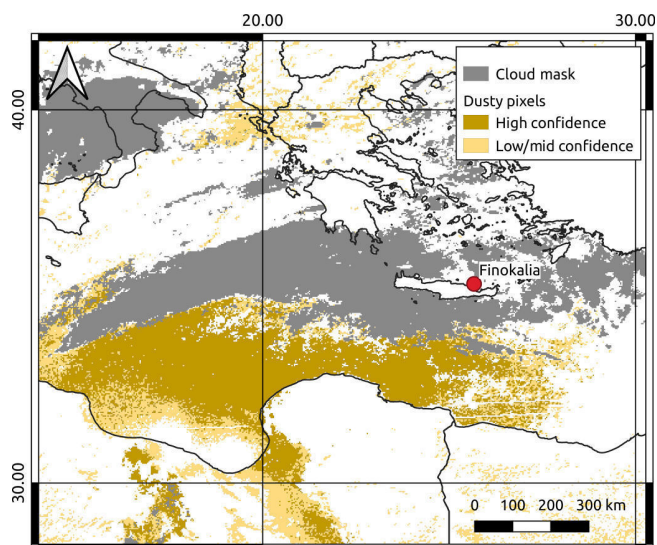 20.00
30.00
40.00
30.00
Cloud mask
Dusty pixels
High confidence
Low/mid confidence
Finokalia
0 100 200 300 km